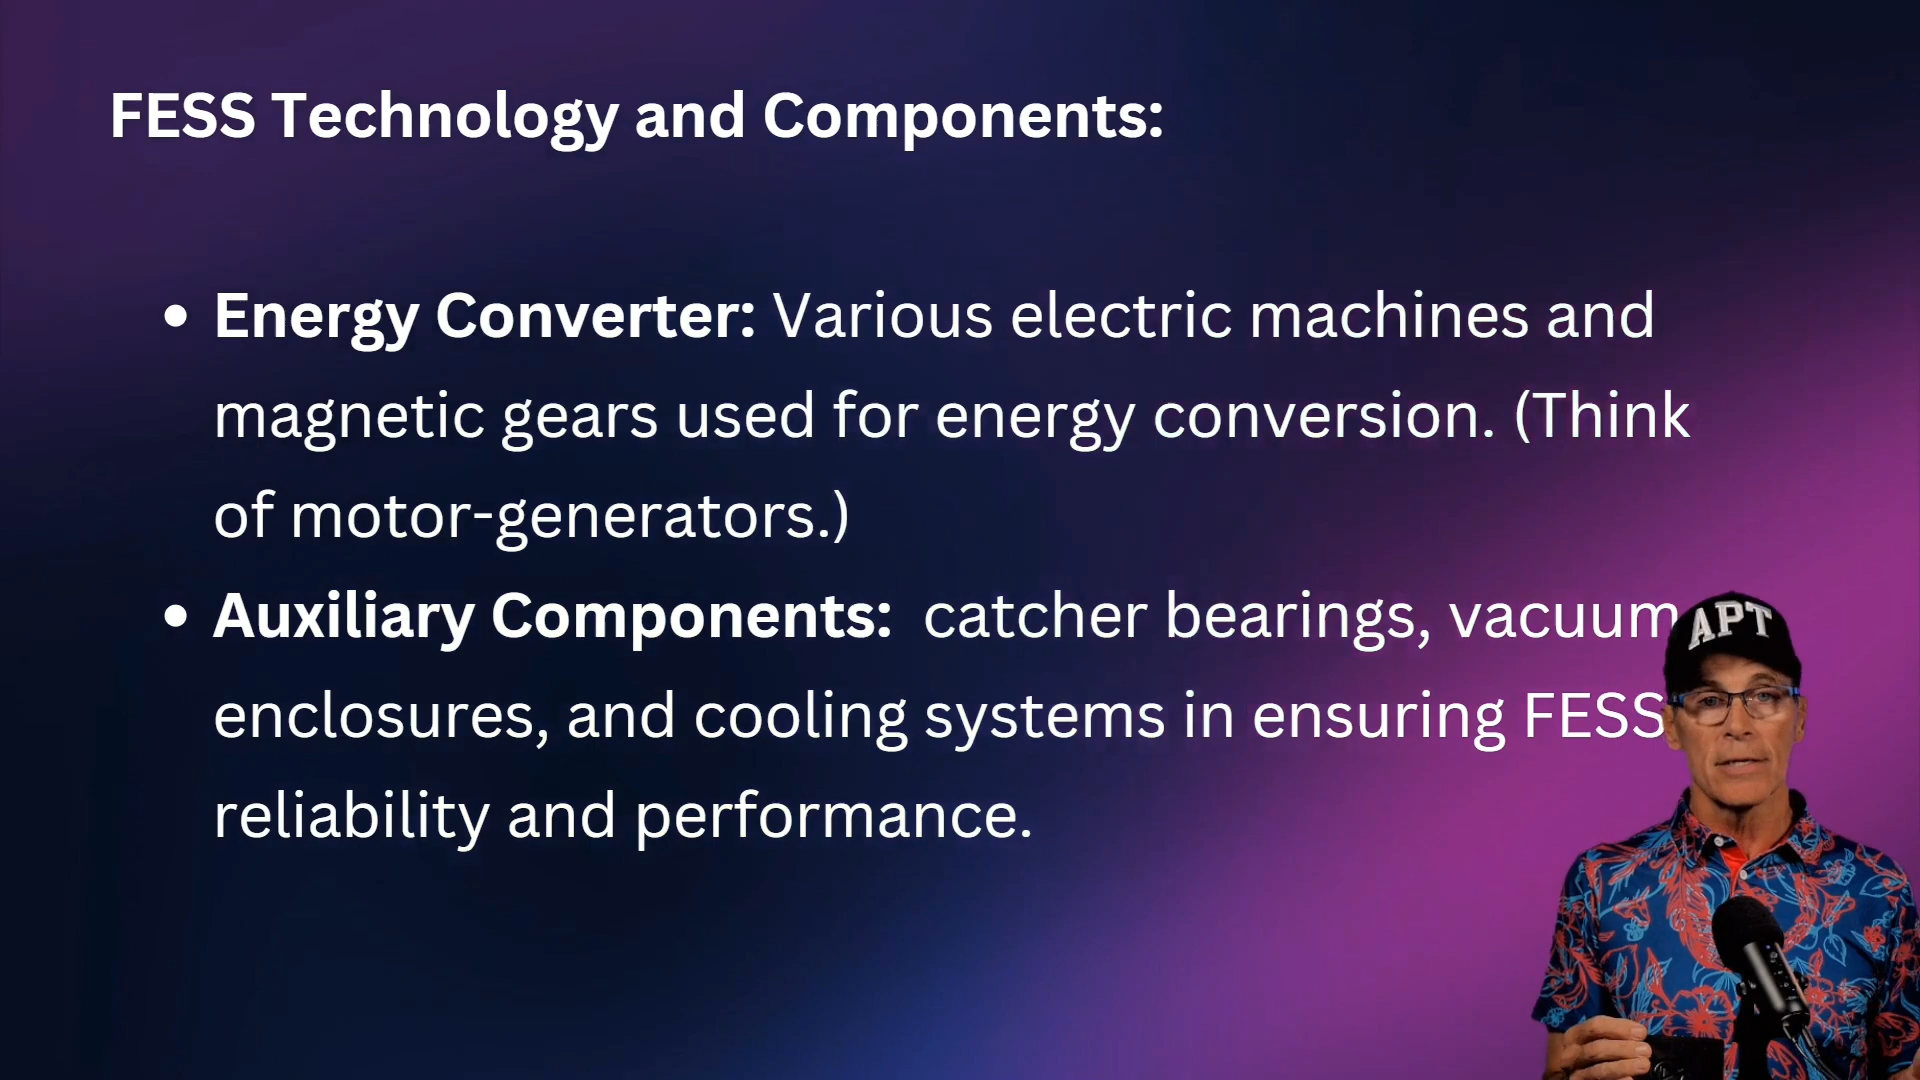 FESS Technology and Components:
• Energy Converter: Various electric machines and
magnetic gears used for energy conversion. (Think
of motor-generators.)
• Auxiliary Components: catcher bearings, vacuum
enclosures, and cooling systems in ensuring FESS
reliability and performance.
APT